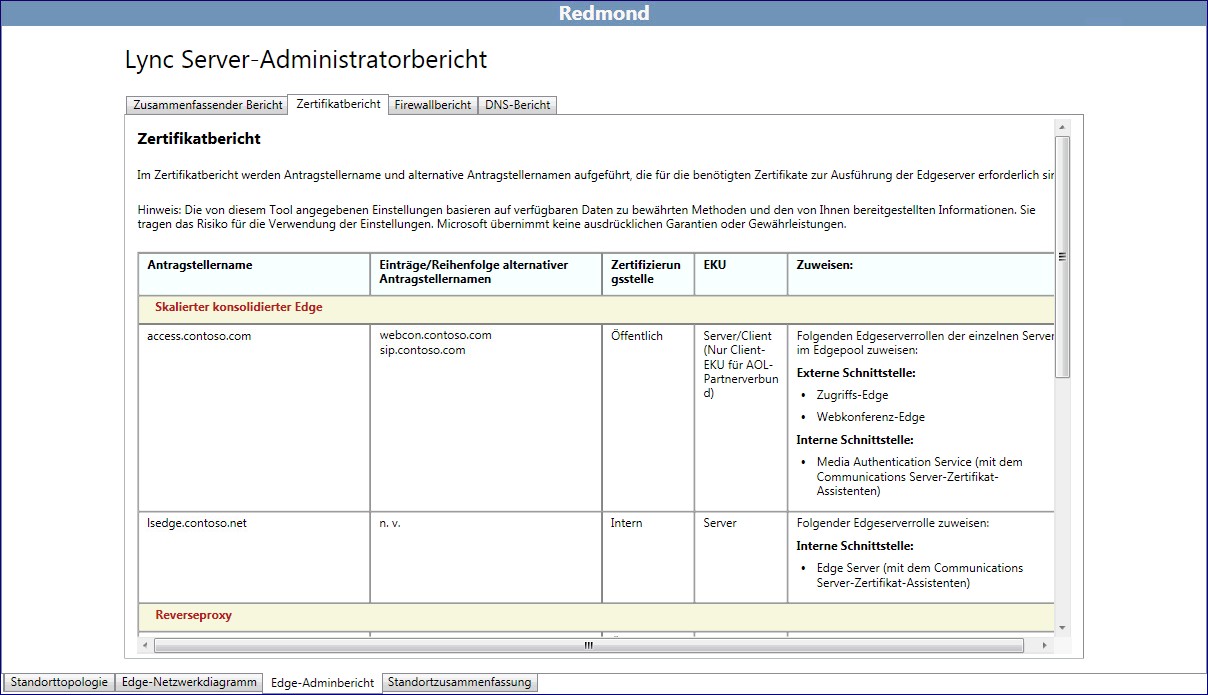 Redmond
Lync Server-Administratorbericht
Zusammenfassender Bericht
Zertifikatbericht
Firewallbericht
DNS-Bericht
Zertifikatbericht
Im Zertifikatbericht werden Antragstellername und alternative Antragstellernamen aufgeführt, die für die benötigten Zertifikate zur Ausführung der Edgeserver erforderlich sin
Hinweis: Die von diesem Tool angegebenen Einstellungen basieren auf verfügbaren Daten zu bewährten Methoden und den von Ihnen bereitgestellten Informationen. Sie
tragen das Risiko für die Verwendung der Einstellungen. Microsoft übernimmt keine ausdrücklichen Garantien oder Gewährleistungen.
Antragstellername
Einträge/Reihenfolge alternativer
Antragstellernamen
Zertifizierun
gsstelle
EKU
Zuweisen:
Skalierter konsolidierter Edge
access.contoso.com
webcon.contoso.com
sip.contoso.com
Öffentlich
Server/Client
(Nur Client-
EKU für AOL-
Partnerverbun
d)
Folgenden Edgeserverrollen der einzelnen Server
im Edgepool zuweisen:
Externe Schnittstelle:
• Zugriffs-Edge
• Webkonferenz-Edge
Interne Schnittstelle:
• Media Authentication Service (mit dem
Communications Server-Zertifikat-
Assistenten)
lsedge.contoso.net
n. v.
Intern
Server
Folgender Edgeserverrolle zuweisen:
Interne Schnittstelle:
• Edge Server (mit dem Communications
Server-Zertifikat-Assistenten)
Reverseproxy
Standorttopologie
Edge-Netzwerkdiagramm
Edge-Adminbericht
Standortzusammenfassung